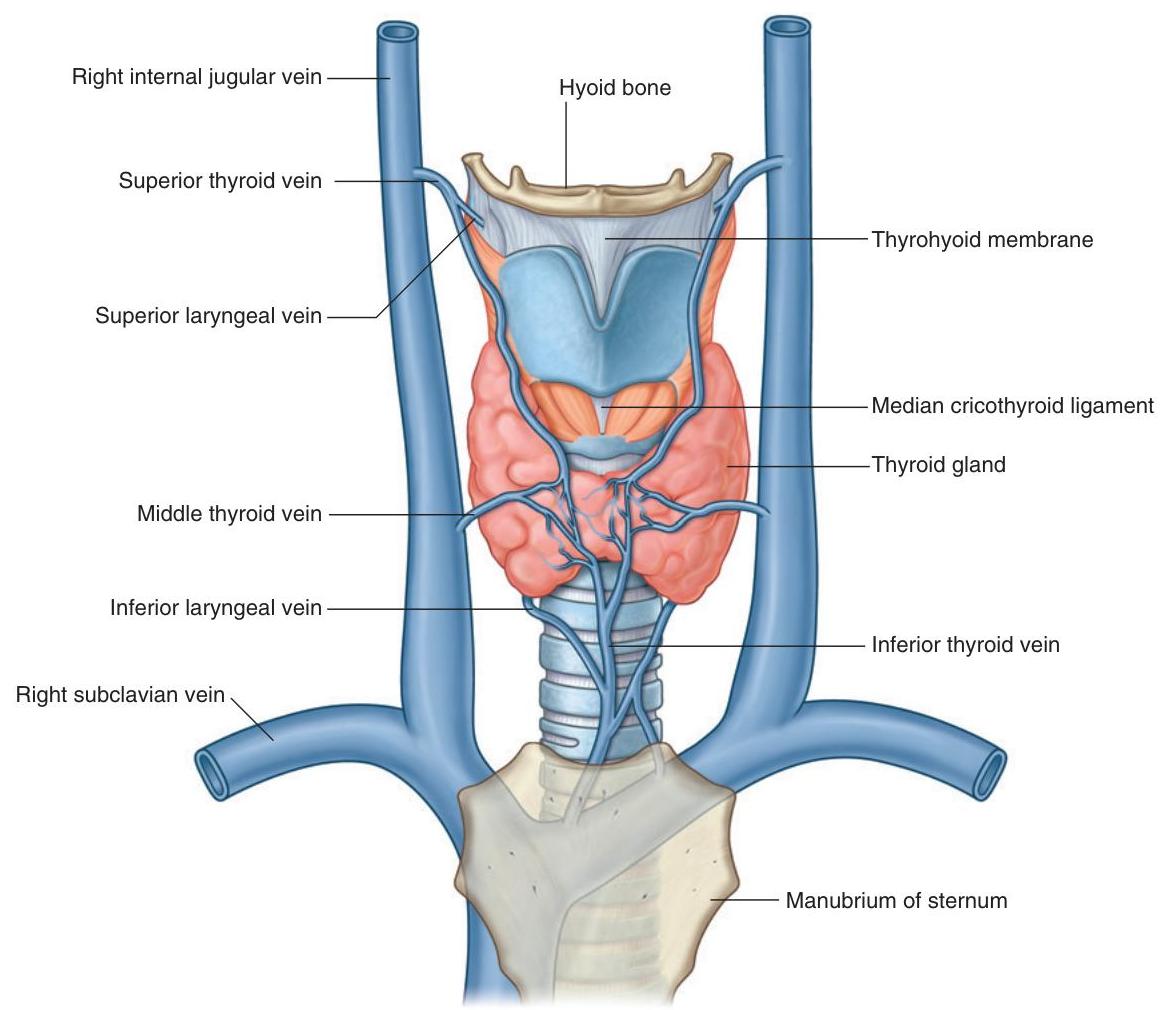 Right internal jugular vein
Hyoid bone
Superior thyroid vein
Thyrohyoid membrane
Superior laryngeal vein
Median cricothyroid ligament
Thyroid gland
Middle thyroid vein
Inferior laryngeal vein
Inferior thyroid vein
Right subclavian vein
Manubrium of sternum